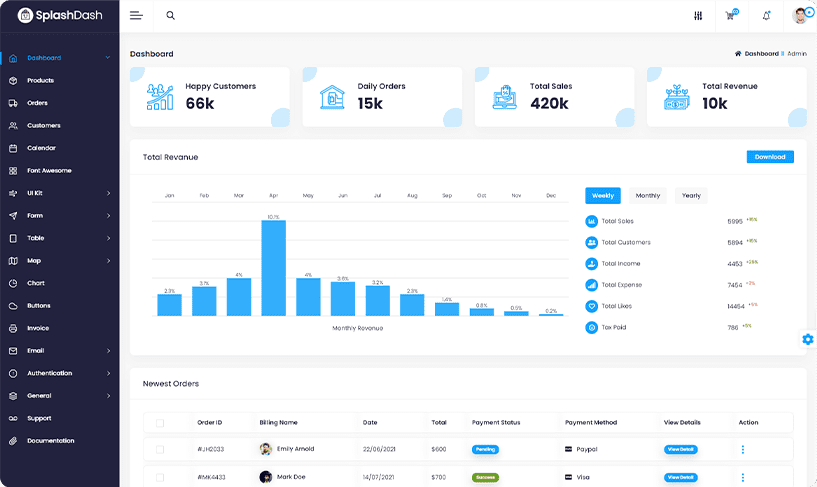 SplashDash
Dashboard
Products
Orders
Customers
Calendar
Font Awesome
UI Kit
Form
Table
Map
Chart
Buttons
Invoice
Email
Authentication
General
Support
Documentation
Dashboard
Dashboard Admin
Happy Customers
66k
Daily Orders
15k
Total Sales
420k
Total Revenue
10k
Total Revanue
Download
Jan Feb Mar Apr May Jun Jul Aug Sep Oct Nov Dec
2.3% 3.1% 4% 10.1% 4% 3.6% 3.2% 2.3% 1.4% 0.8% 0.5% 0.2%
Monthly Revenue
Weekly Monthly Yearly
Total Sales 5995
Total Customers 5894
Total Income 4453
Total Expense 7454
Total Likes 14454
Tax Paid 786
Newest Orders
Order ID Billing Name Date Total Payment Status Payment Method View Details Action
#JH2033 Emily Arnold 22/06/2021 $600 Pending Paypal View Detail
#MK4433 Mark Doe 14/07/2021 $700 Success Visa View Detail